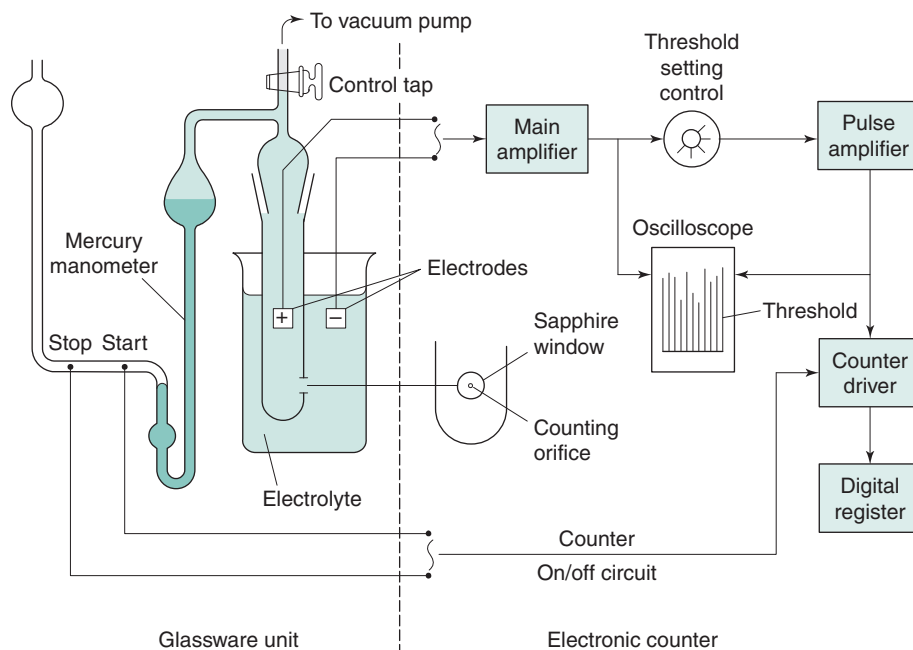 To vacuum pump
Control tap
Threshold
setting
control
Main
amplifier
Pulse
amplifier
Oscilloscope
Mercury
manometer
Electrodes
Threshold
Stop Start
+
−
Sapphire
window
Counter
driver
Counting
orifice
Electrolyte
Digital
register
Counter
On/off circuit
Glassware unit
Electronic counter